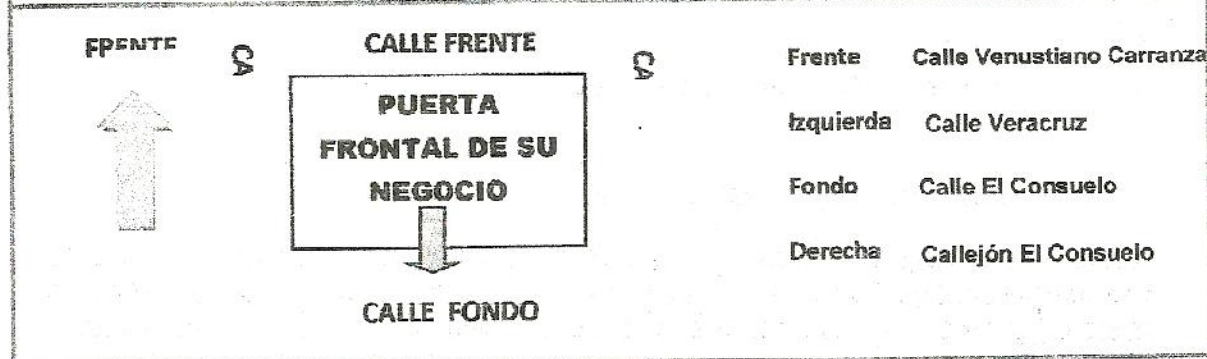 FRENTE
CA
CALLE FRENTE
CA
PUERTA
FRONTAL DE SU
NEGOCIO
CALLE FONDO
Frente Calle Venustiano Carranza
Izquierda Calle Veracruz
Fondo Calle El Consuelo
Derecha Callejón El Consuelo